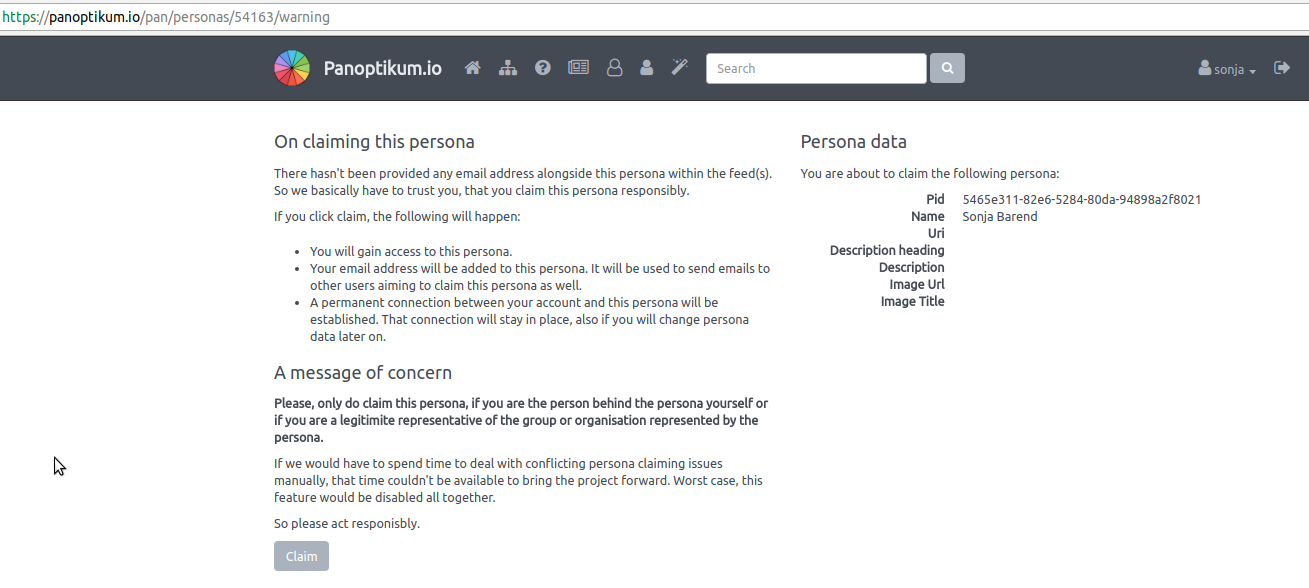 https://panoptikum.io/pan/personas/54163/warning
Panoptikum.io
Search
sonja
On claiming this persona
There hasn't been provided any email address alongside this persona within the feed(s).
So we basically have to trust you, that you claim this persona responsibly.
If you click claim, the following will happen:
• You will gain access to this persona.
• Your email address will be added to this persona. It will be used to send emails to
other users aiming to claim this persona as well.
• A permanent connection between your account and this persona will be
established. That connection will stay in place, also if you will change persona
data later on.
A message of concern
Please, only do claim this persona, if you are the person behind the persona yourself or
if you are a legitimite representative of the group or organisation represented by the
persona.
If we would have to spend time to deal with conflicting persona claiming issues
manually, that time couldn't be available to bring the project forward. Worst case, this
feature would be disabled all together.
So please act responisbly.
Claim
Persona data
You are about to claim the following persona:
Pid 5465e311-82e6-5284-80da-94898a2f8021
Name Sonja Barend
Uri
Description heading
Description
Image Url
Image Title